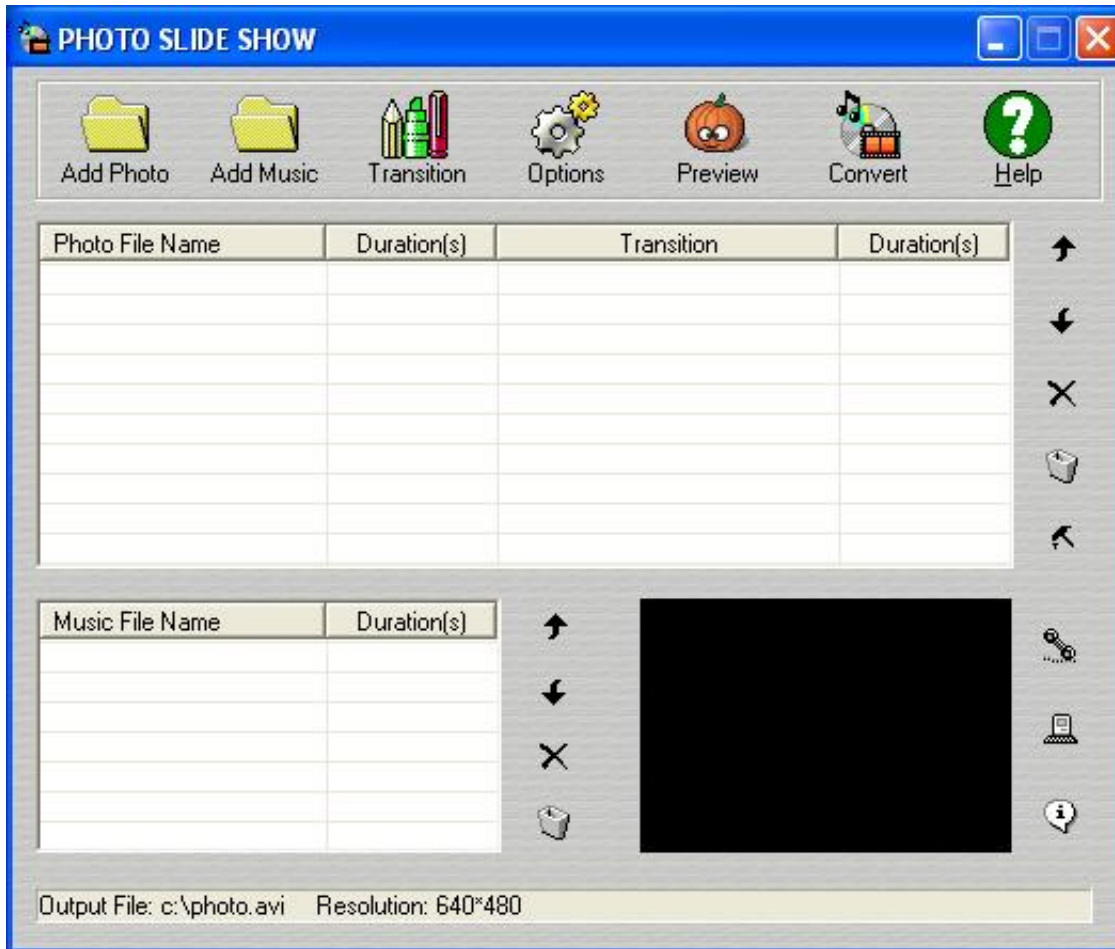 PHOTO SLIDE SHOW
Add Photo Add Music Transition Options Preview Convert Help
Photo File Name Duration(s) Transition Duration(s)
Music File Name Duration(s)
Output File: c:\photo.avi Resolution: 640*480